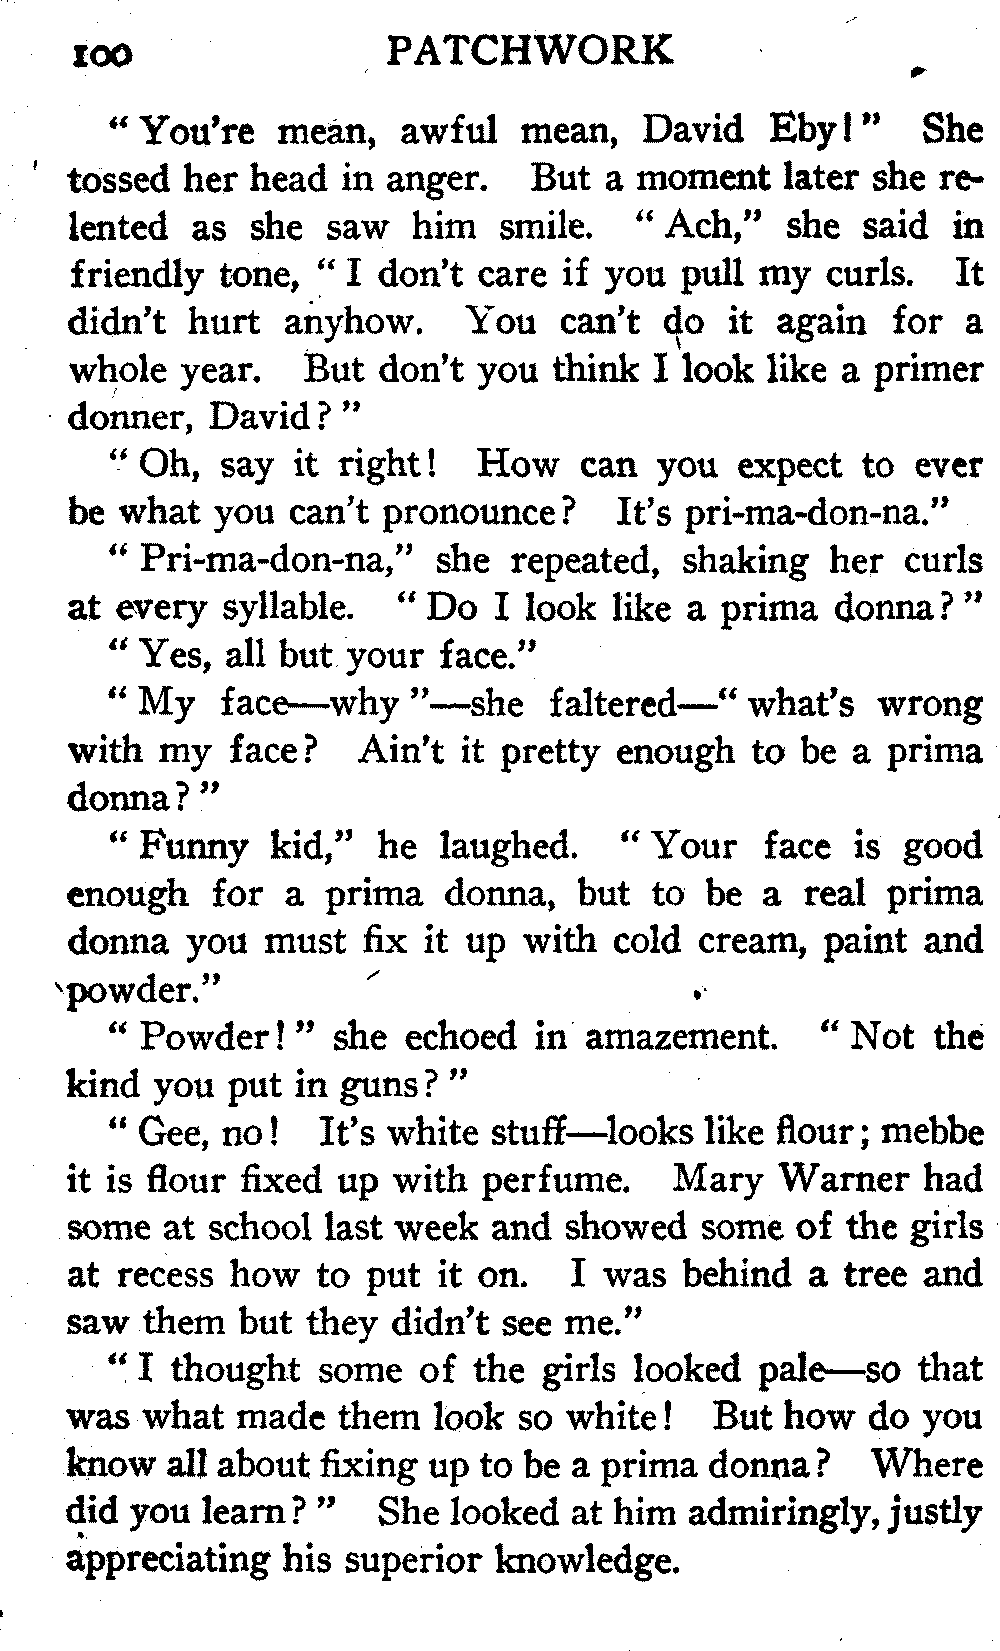 100 PATCHWORK
“ You're mean, awful mean, David Eby!” She
tossed her head in anger. But a moment later she re-
lented as she saw him smile. “ Ach,” she said in
friendly tone, “ I don't care if you pull my curls. It
didn't hurt anyhow. You can't do it again for a
whole year. But don't you think I look like a primer
donner, David? ”
“ Oh, say it right! How can you expect to ever
be what you can't pronounce? It's pri-ma-don-na.”
“ Pri-ma-don-na,” she repeated, shaking her curls
at every syllable. “ Do I look like a prima donna? ”
“ Yes, all but your face.”
“ My face—why ”—she faltered—“ what's wrong
with my face? Ain't it pretty enough to be a prima
donna? ”
“ Funny kid,” he laughed. “ Your face is good
enough for a prima donna, but to be a real prima
donna you must fix it up with cold cream, paint and
powder.”
“ Powder! ” she echoed in amazement. “ Not the
kind you put in guns? ”
“ Gee, no! It's white stuff—looks like flour; mebbe
it is flour fixed up with perfume. Mary Warner had
some at school last week and showed some of the girls
at recess how to put it on. I was behind a tree and
saw them but they didn't see me.”
“ I thought some of the girls looked pale—so that
was what made them look so white! But how do you
know all about fixing up to be a prima donna? Where
did you learn? ” She looked at him admiringly, justly
appreciating his superior knowledge.